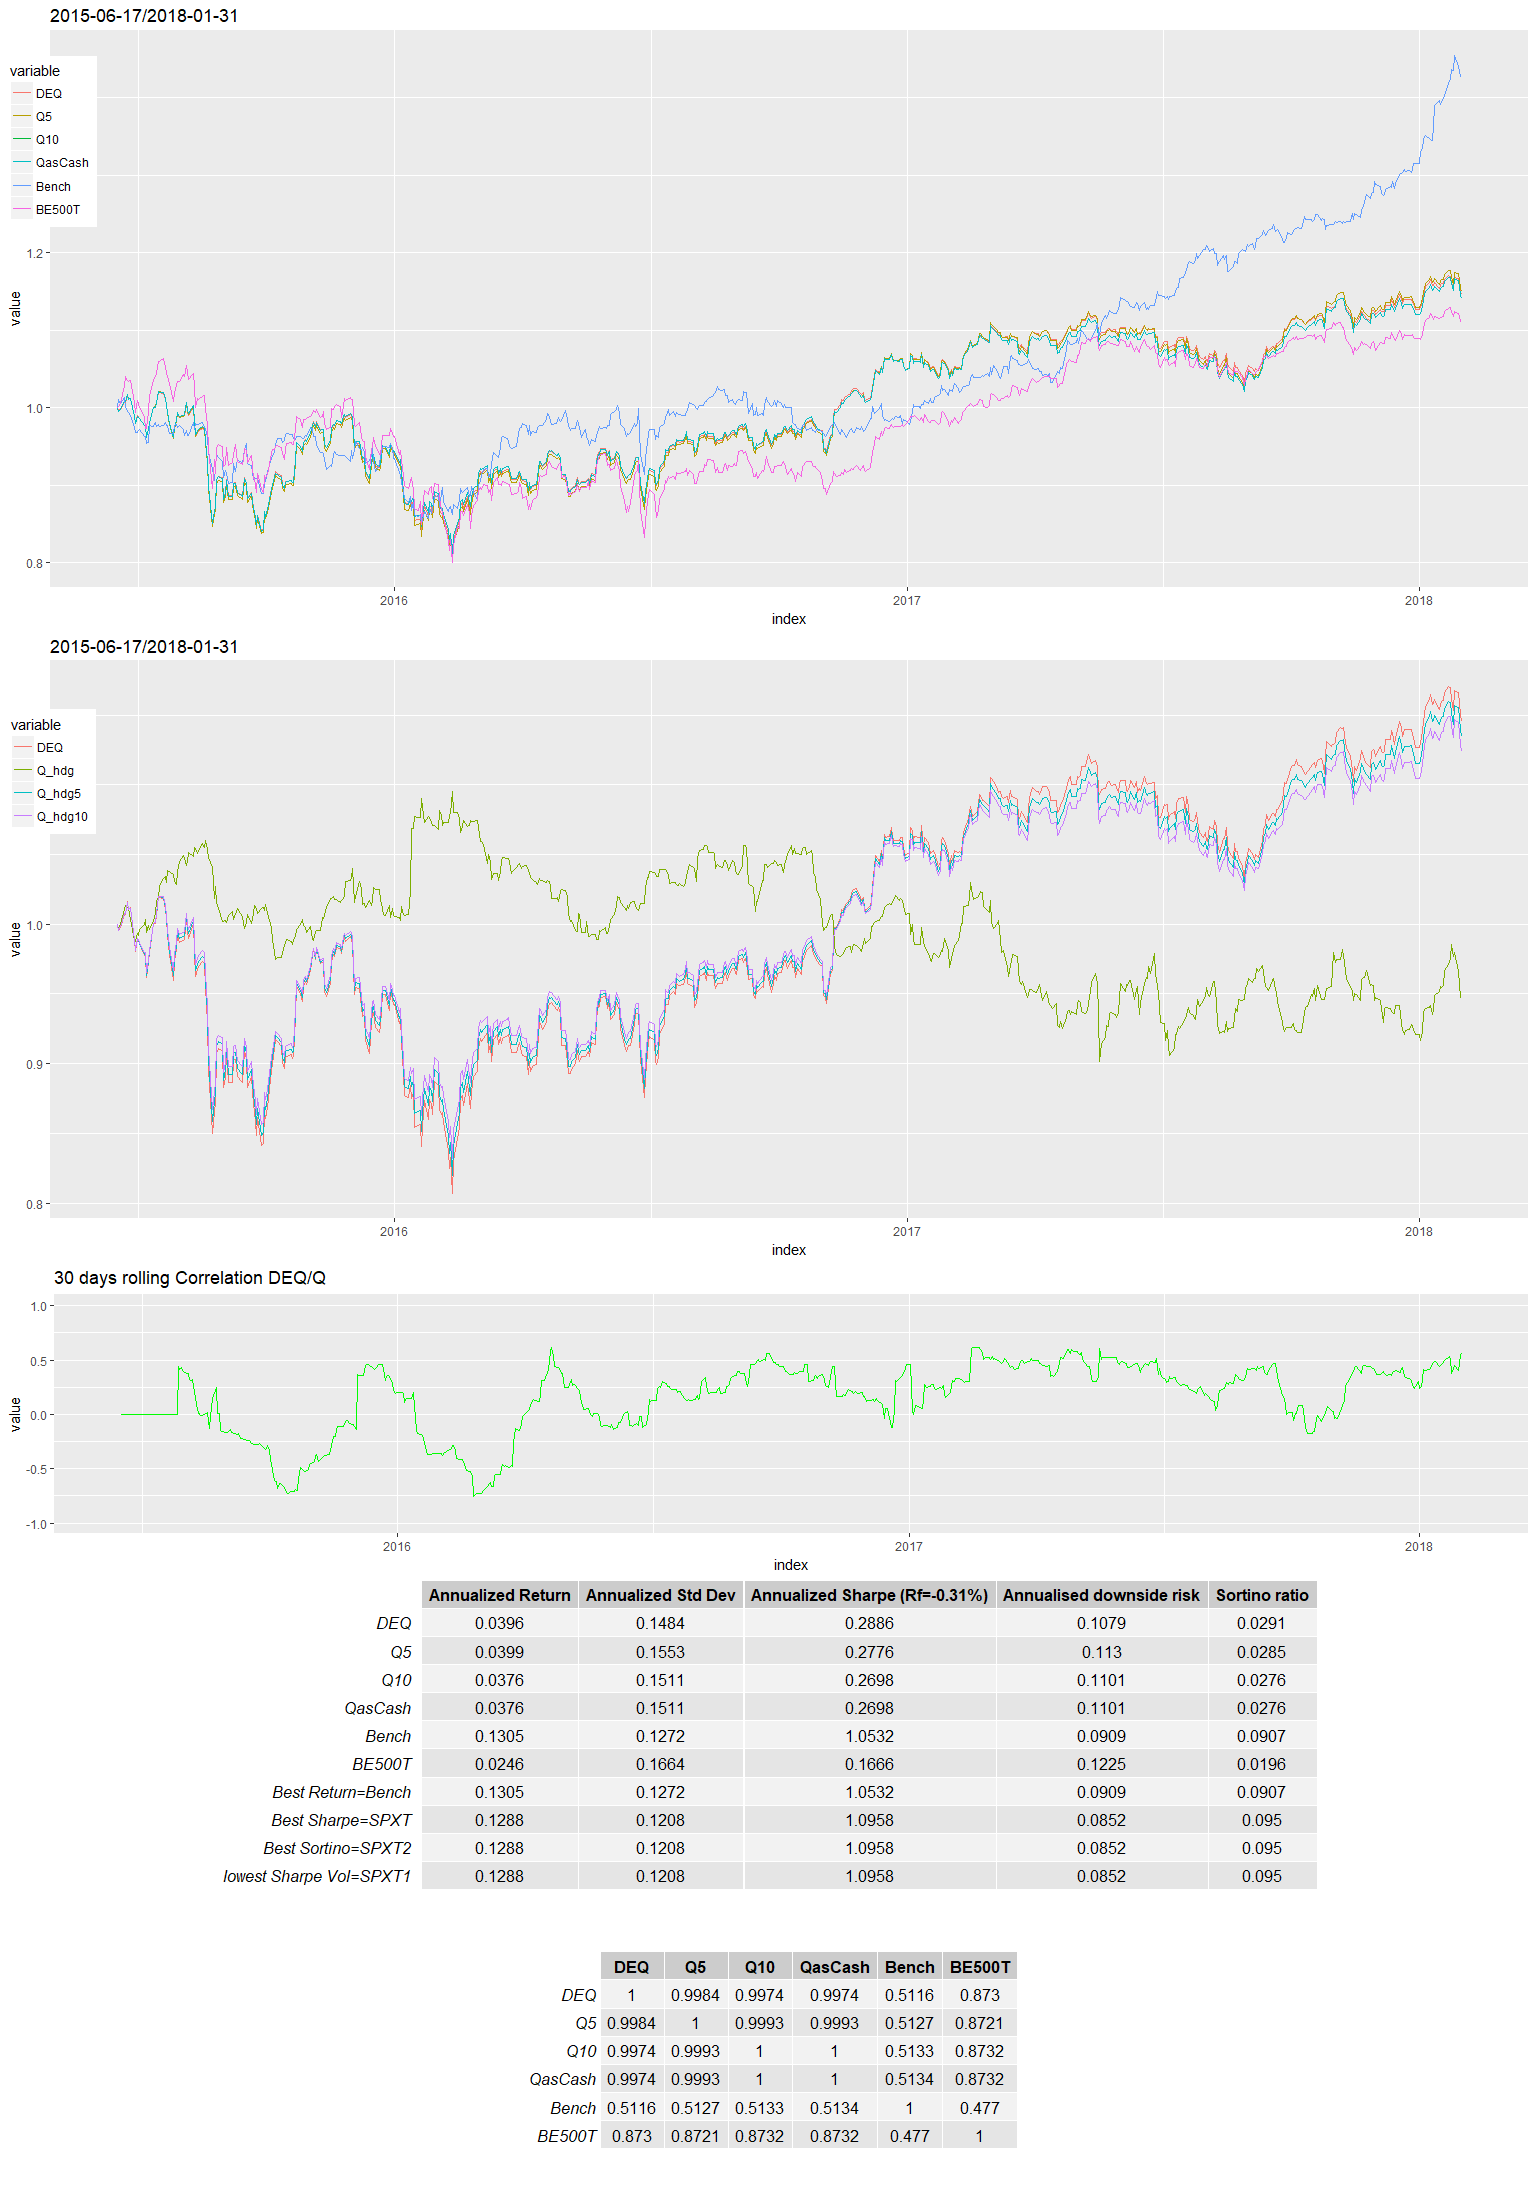 2015-06-17/2018-01-31
variable
DEQ
Q5
Q10
QasCash
Bench
BE500T
1.2
1.0
0.8
value
2016 2017 2018
index
2015-06-17/2018-01-31
variable
DEQ
Q_hdg
Q_hdg5
Q_hdg10
1.0
0.9
0.8
value
2016 2017 2018
index
30 days rolling Correlation DEQ/Q
1.0
0.5
0.0
-0.5
-1.0
value
2016 2017 2018
index
Annualized Return Annualized Std Dev Annualized Sharpe (Rf=-0.31%) Annualised downside risk Sortino ratio
DEQ 0.0396 0.1484 0.2886 0.1079 0.0291
Q5 0.0399 0.1553 0.2776 0.113 0.0285
Q10 0.0376 0.1511 0.2698 0.1101 0.0276
QasCash 0.0376 0.1511 0.2698 0.1101 0.0276
Bench 0.1305 0.1272 1.0532 0.0909 0.0907
BE500T 0.0246 0.1664 0.1666 0.1225 0.0196
Best Return=Bench 0.1305 0.1272 1.0532 0.0909 0.0907
Best Sharpe=SPXT 0.1288 0.1208 1.0958 0.0852 0.095
Best Sortino=SPXT2 0.1288 0.1208 1.0958 0.0852 0.095
lowest Sharpe Vol=SPXT1 0.1288 0.1208 1.0958 0.0852 0.095
DEQ Q5 Q10 QasCash Bench BE500T
DEQ 1 0.9984 0.9974 0.9974 0.5116 0.873
Q5 0.9984 1 0.9993 0.9993 0.5127 0.8721
Q10 0.9974 0.9993 1 1 0.5133 0.8732
QasCash 0.9974 0.9993 1 1 0.5134 0.8732
Bench 0.5116 0.5127 0.5133 0.5134 1 0.477
BE500T 0.873 0.8721 0.8732 0.8732 0.477 1